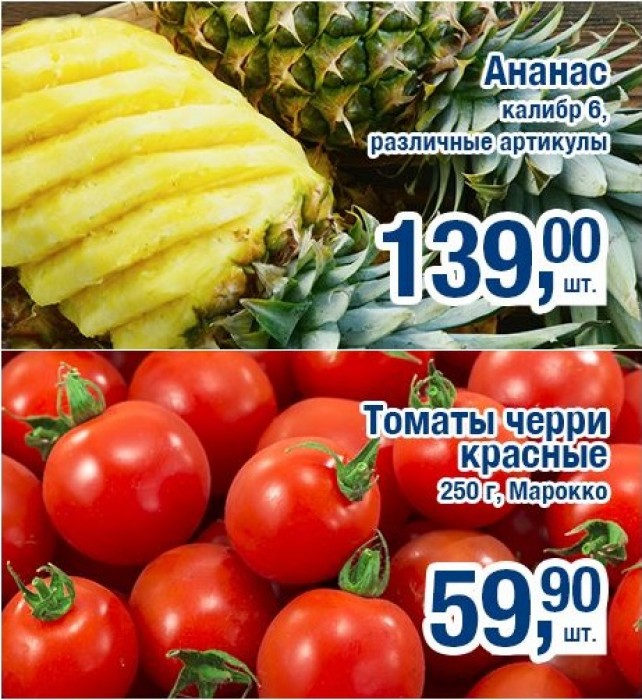 Ананас
калибр 6,
различные артикулы
139,00
шт.
Томаты черри
красные
250 г, Марокко
59,90
шт.